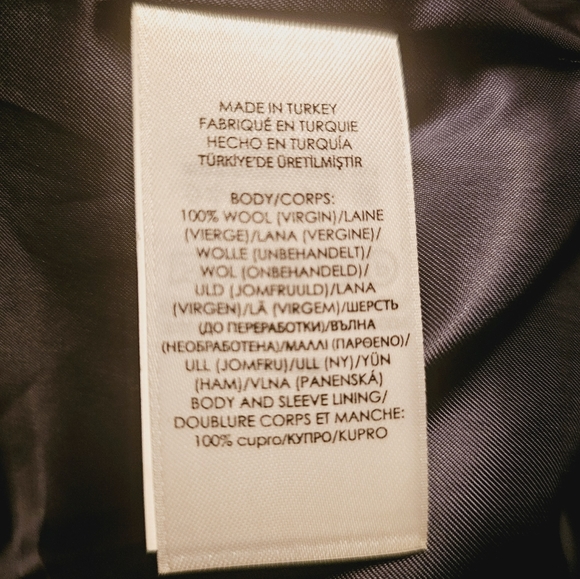 MADE IN TURKEY
FABRIQUÉ EN TURQUIE
HECHO EN TURQUÍA
TÜRKİYE'DE ÜRETİLMİŞTİR
BODY/CORPS:
100% WOOL (VIRGIN)/LAINE
(VIERGE)/LANA (VERGINE)/
WOLLE (UNBEHANDELT)/
WOL (ONBEHANDELD)/
ULD (JOMFRUULD)/LANA
(VIRGEN)/LÃ (VIRGEM)/ШЕРСТЬ
(ДО ПЕРЕРАБОТКИ)/ВЪЛНА
(НЕОБРАБОТЕНА)/ΜΑΛΛΙ (ΠΑΡΘΕΝΟ)/
ULL (JOMFRU)/ULL (NY)/YÜN
(HAM)/VLNA (PANENSKÁ)
BODY AND SLEEVE LINING/
DOUBLURE CORPS ET MANCHE:
100% cupro/КУПРО/KUPRO